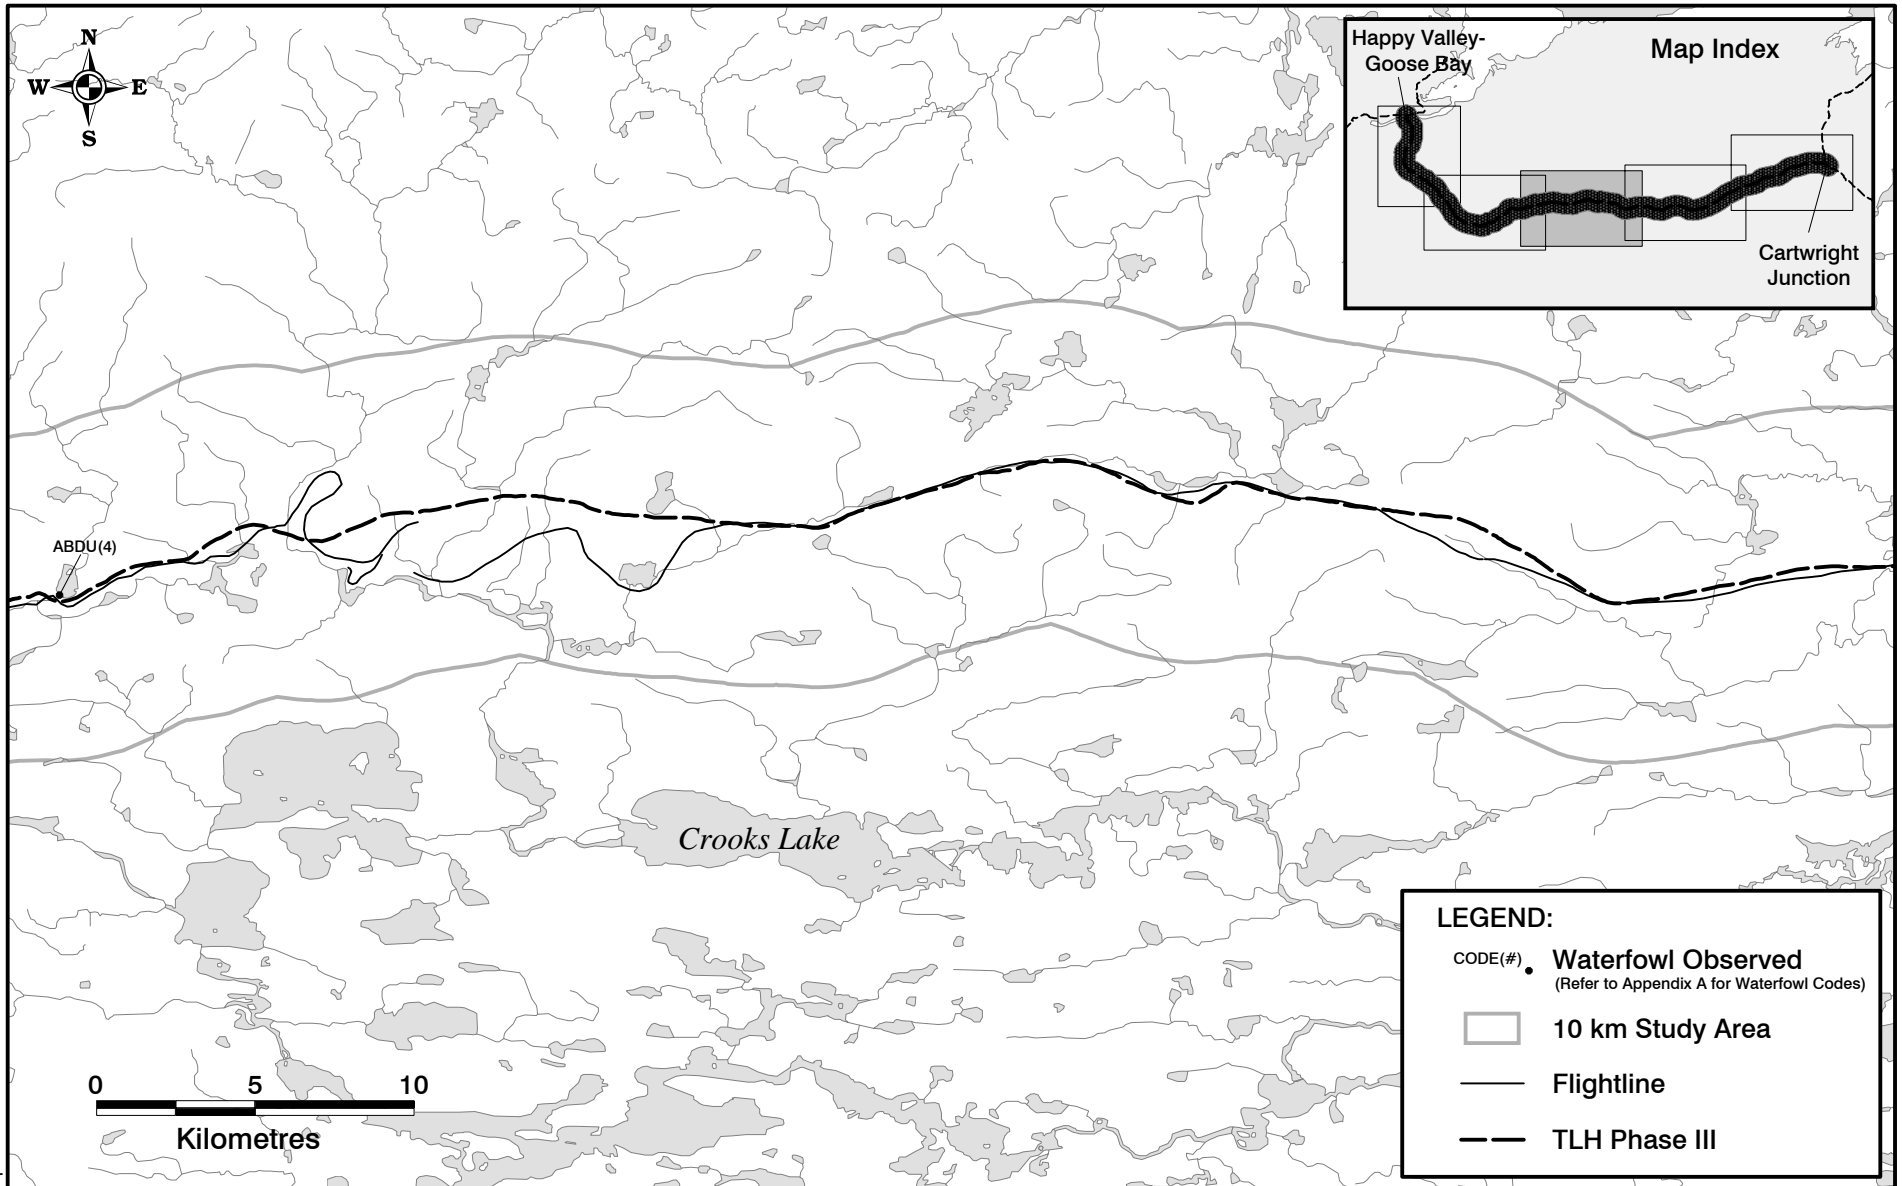 N
W E
S
Happy Valley-
Goose Bay
Map Index
Cartwright
Junction
ABDU(4)
Crooks Lake
LEGEND:
CODE(#) Waterfowl Observed
(Refer to Appendix A for Waterfowl Codes)
10 km Study Area
Flightline
TLH Phase III
0 5 10
Kilometres